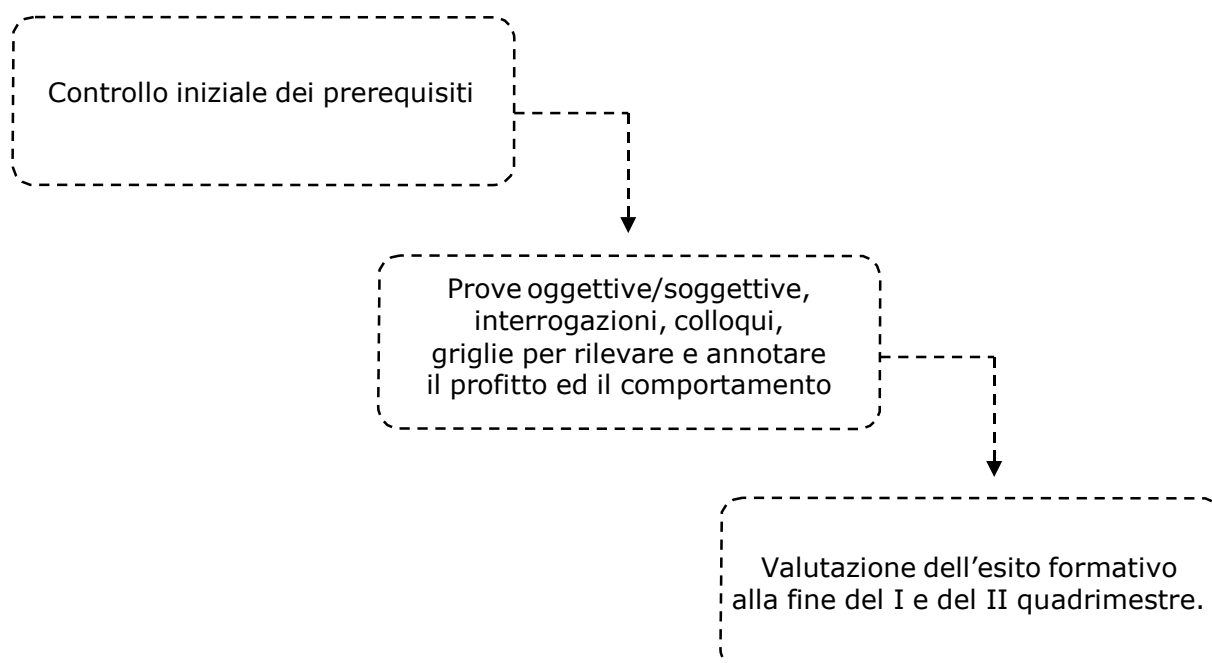 Controllo iniziale dei prerequisiti
Prove oggettive/soggettive,
interrogazioni, colloqui,
griglie per rilevare e annotare
il profitto ed il comportamento
Valutazione dell’esito formativo
alla fine del I e del II quadrimestre.